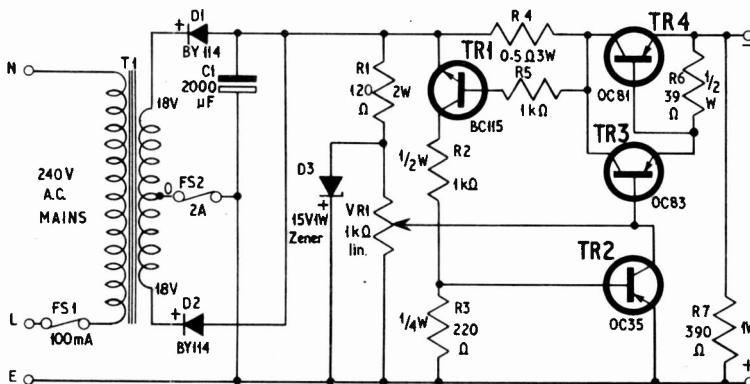 D1
BY114
N
T1
18V
C1
2000
µF
240V
A.C.
MAINS
0
FS2
2A
18V
D2
BY114
FS1
L
100mA
E
R1
120
Ω
2W
D3
15V1W
Zener
VR1
1kΩ
lin.
TR1
BC115
R4
0·5Ω3W
R5
1kΩ
R2
1/2W
1kΩ
R3
1/4W
220
Ω
TR4
OC81
R6
39
Ω
1/2
W
TR3
OC83
TR2
OC35
R7
390
Ω
1W
−
+
+
+
+
+